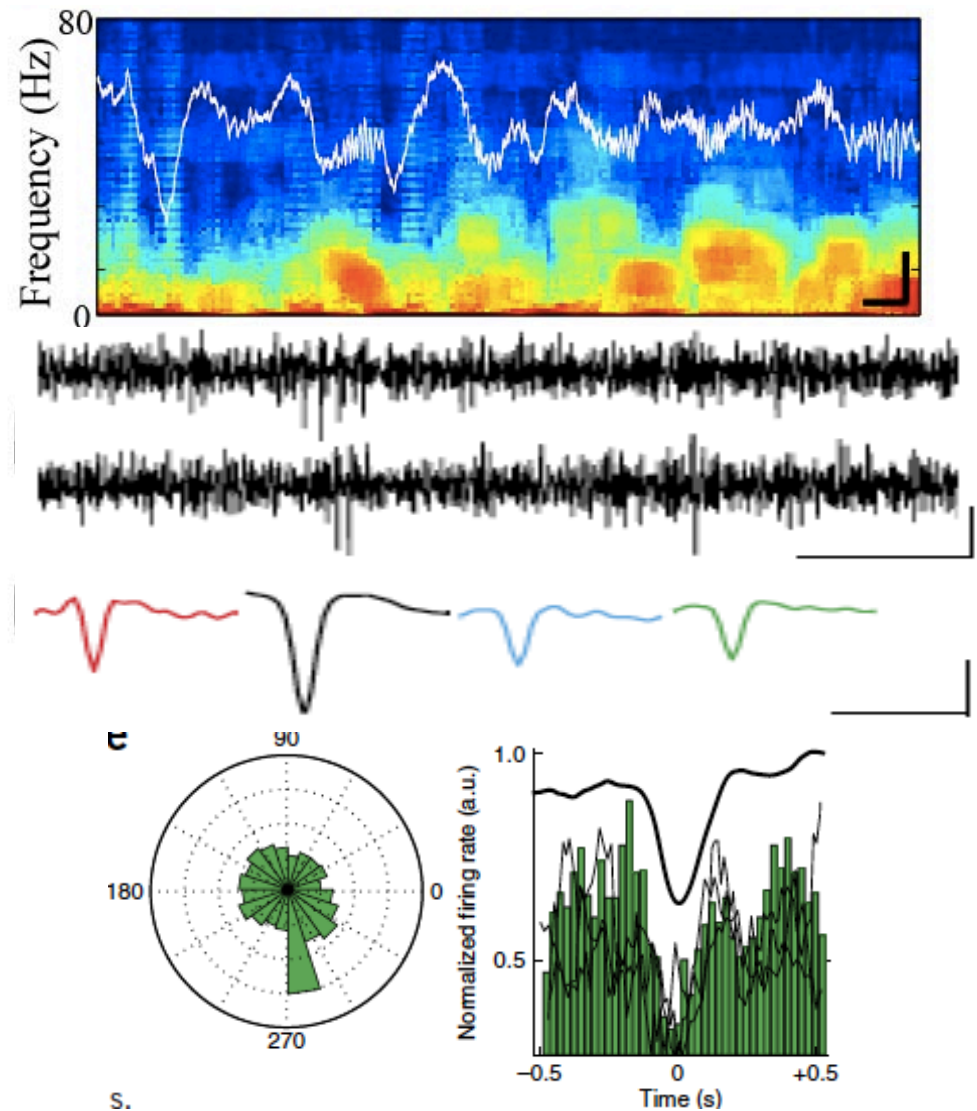 80
Frequency (Hz)
0
e
90
180
0
270
Normalized firing rate (a.u.)
1.0
0.5
–0.5
0
+0.5
Time (s)
s.